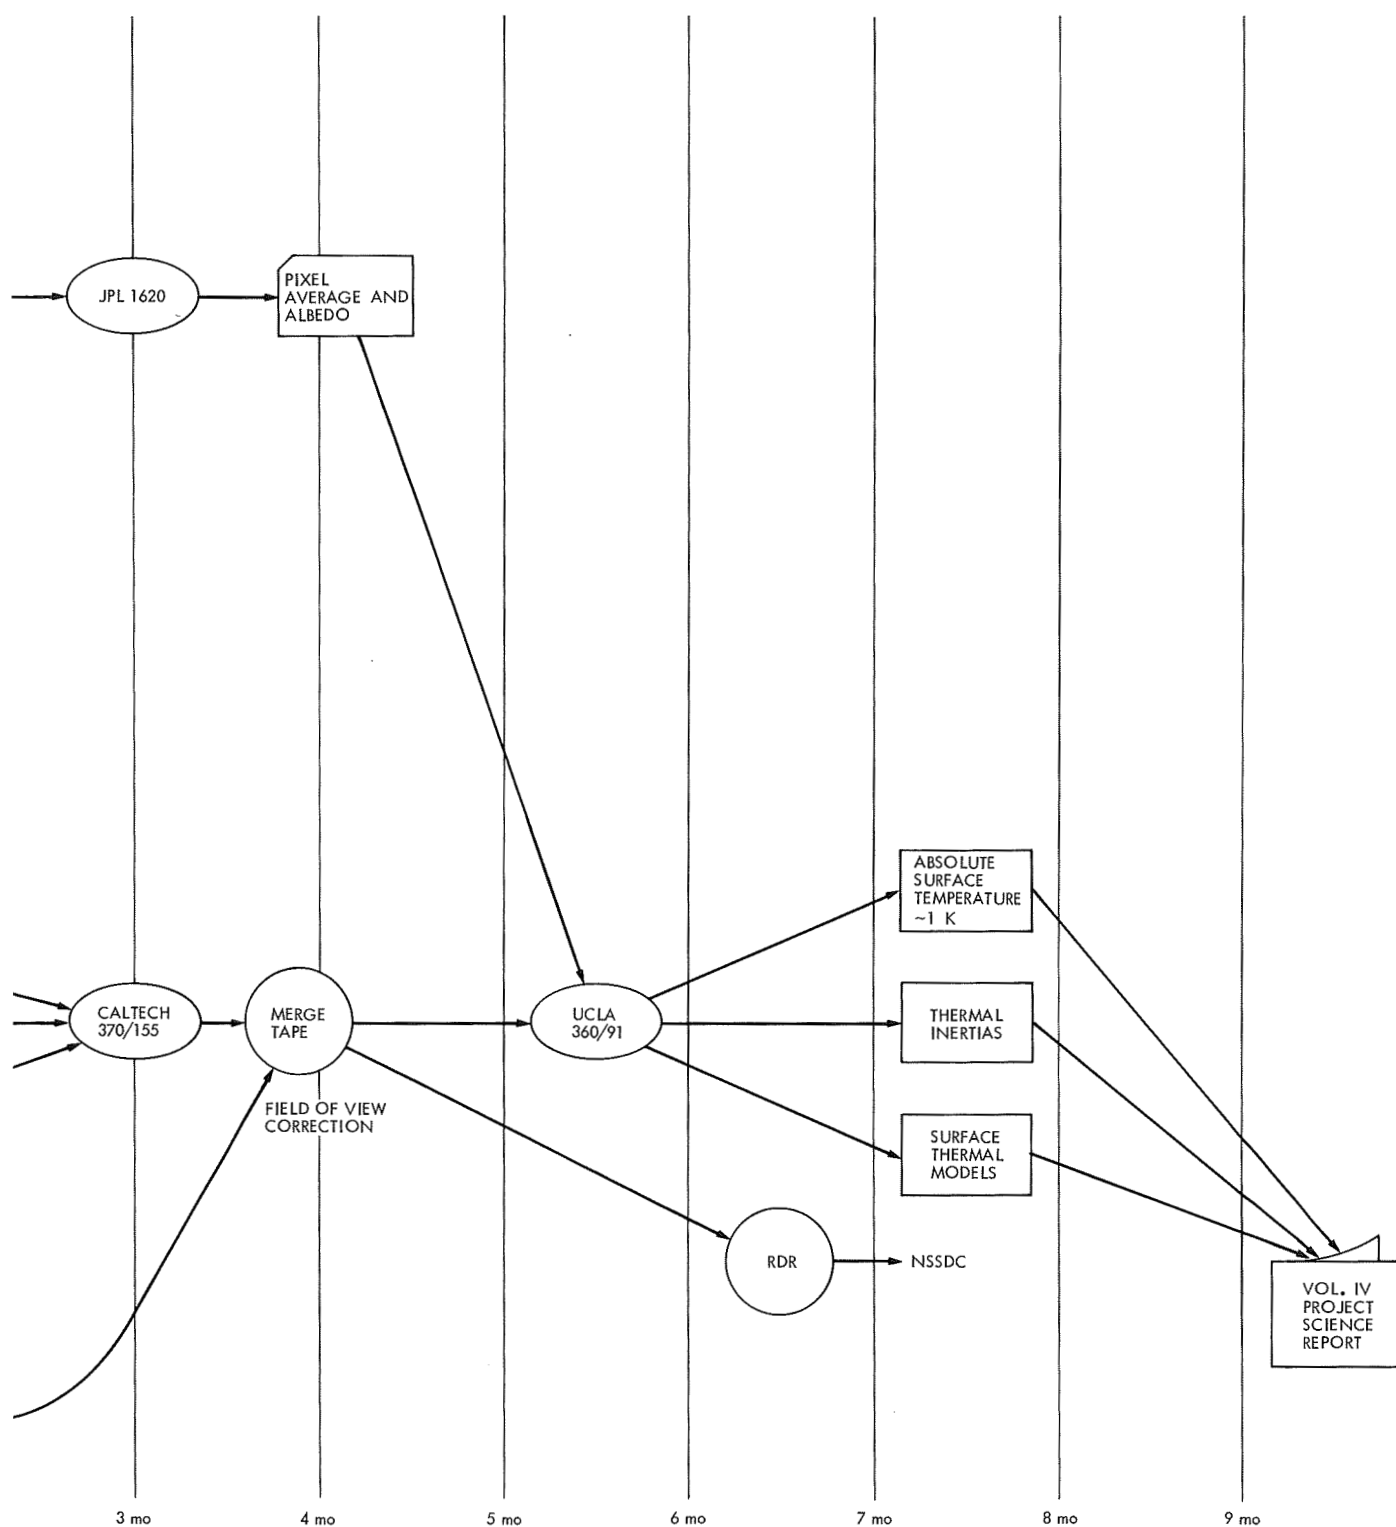 JPL 1620
PIXEL
AVERAGE AND
ALBEDO
ABSOLUTE
SURFACE
TEMPERATURE
~1 K
CALTECH
370/155
MERGE
TAPE
UCLA
360/91
THERMAL
INERTIAS
FIELD OF VIEW
CORRECTION
SURFACE
THERMAL
MODELS
RDR
NSSDC
VOL. IV
PROJECT
SCIENCE
REPORT
3 mo
4 mo
5 mo
6 mo
7 mo
8 mo
9 mo